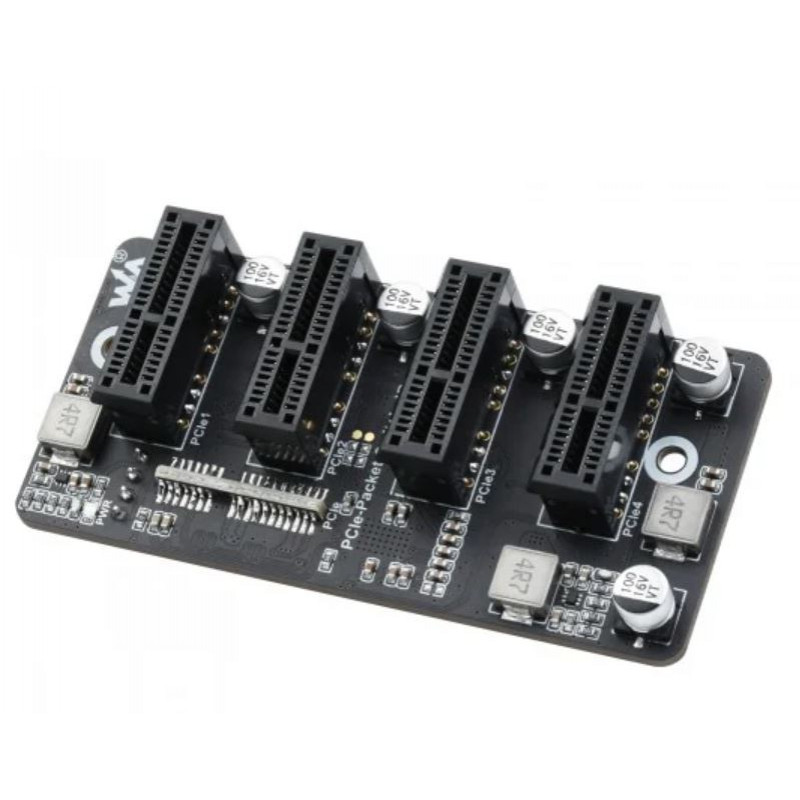 W
®
100
16V
VT
100
16V
VT
100
16V
VT
100
16V
VT
4R7
PCIe1
PCIe2
PCIe3
PCIe4
4R7
PWR
PCIe
PCIe-Packet
4R7
100
16V
VT